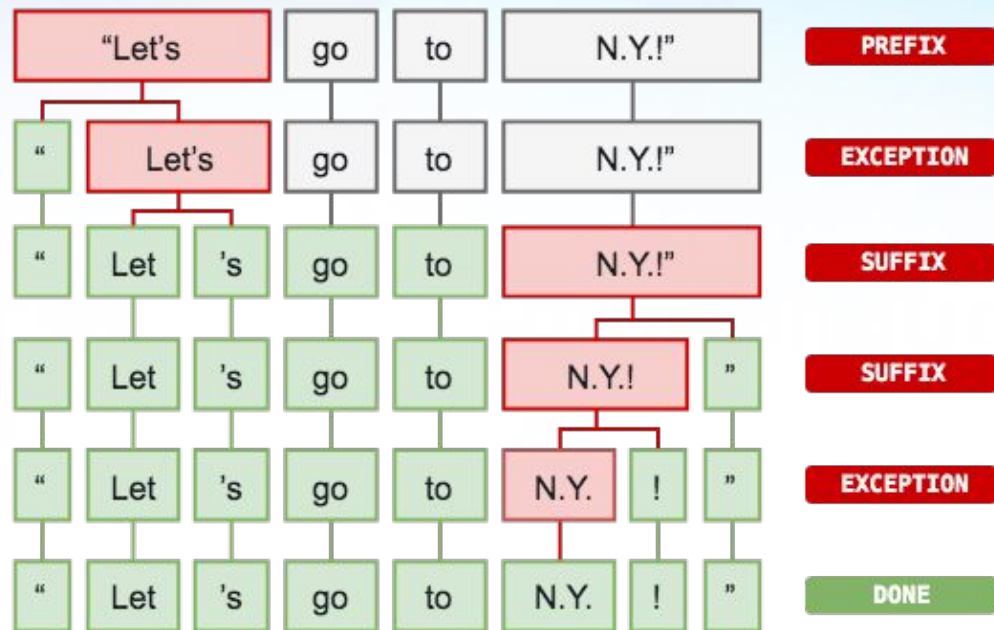 “Let’s go to N.Y.!” PREFIX
“ Let’s go to N.Y.!” EXCEPTION
“ Let ’s go to N.Y.!” SUFFIX
“ Let ’s go to N.Y.! ” SUFFIX
“ Let ’s go to N.Y. ! ” EXCEPTION
“ Let ’s go to N.Y. ! ” DONE